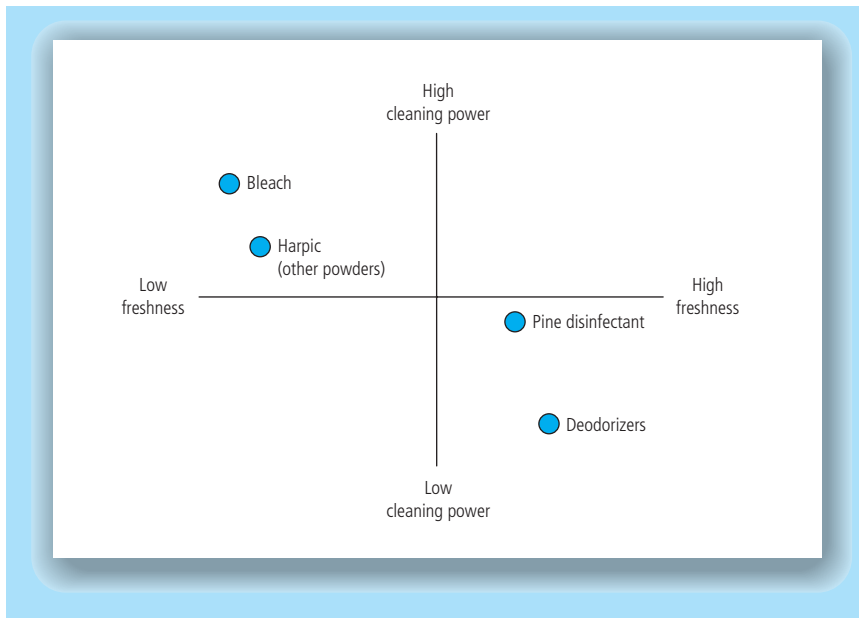 High
cleaning power
Bleach
Harpic
(other powders)
Low
freshness
High
freshness
Pine disinfectant
Deodorizers
Low
cleaning power